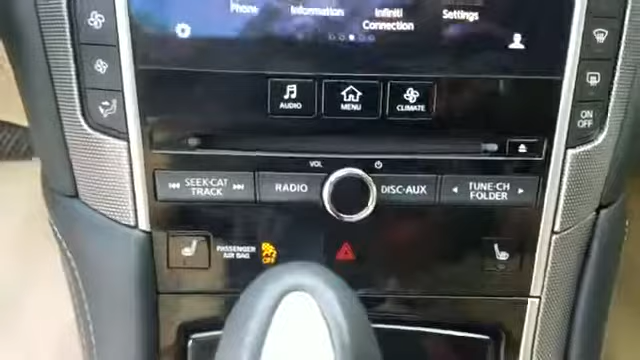 Phone
Information
Infiniti
Connection
Settings
AUDIO
MENU
CLIMATE
ON
OFF
VOL
SEEK·CAT
TRACK
RADIO
DISC·AUX
TUNE·CH
FOLDER
PASSENGER
AIR BAG
OFF